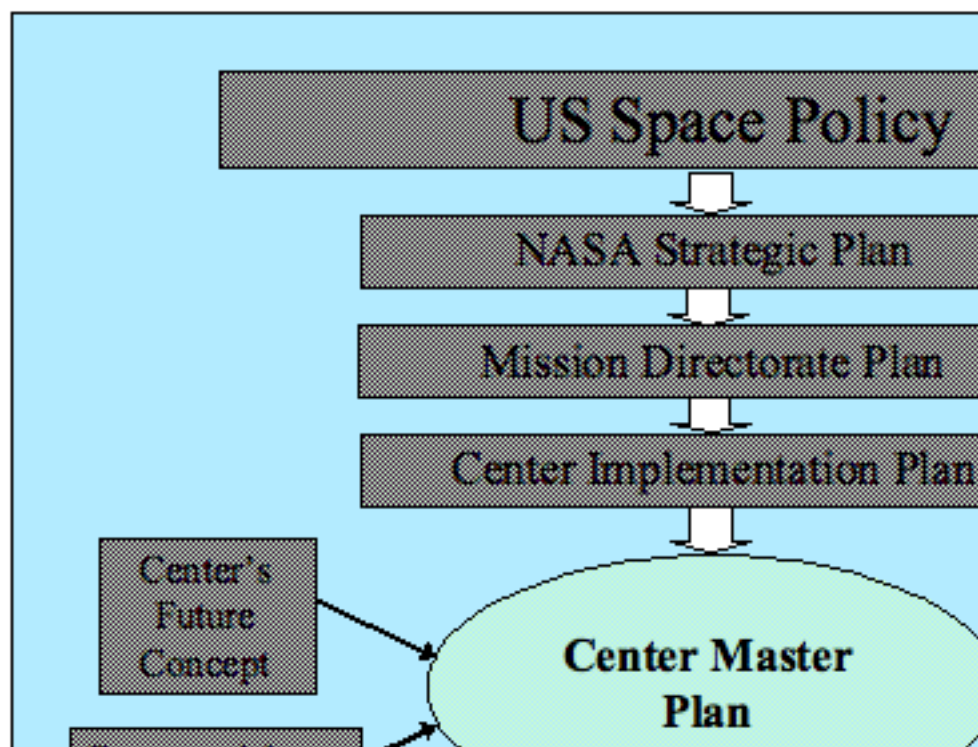 US Space Policy
NASA Strategic Plan
Mission Directorate Plan
Center Implementation Plan
Center's
Future
Concept
Center Master
Plan